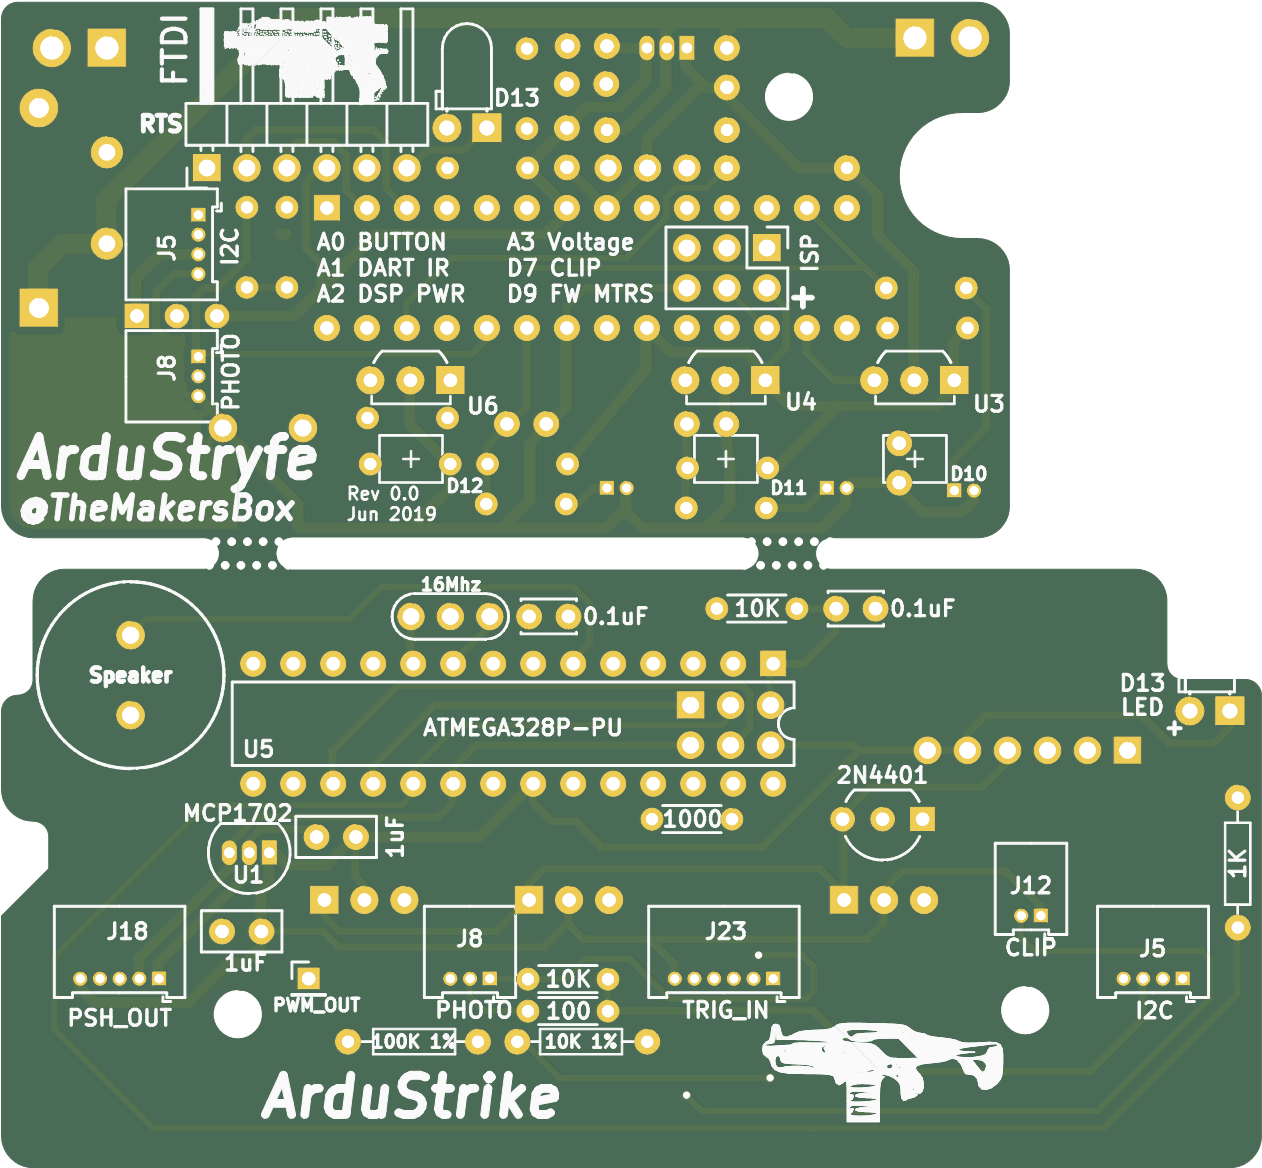 FTDI
RTS
D13
J5
I2C
A0 BUTTON
A1 DART IR
A2 DSP PWR
A3 Voltage
D7 CLIP
D9 FW MTRS
ISP
+
J8
PHOTO
U6
U4
U3
ArduStryfe
@TheMakersBox
Rev 0.0
Jun 2019
D12
D11
D10
16Mhz
0.1uF
10K
0.1uF
Speaker
ATMEGA328P-PU
U5
D13
LED
+
MCP1702
U1
1uF
1000
2N4401
1K
J12
CLIP
J18
PSH_OUT
1uF
PWM_OUT
J8
PHOTO
10K
100
J23
TRIG_IN
J5
I2C
100K 1%
10K 1%
ArduStrike